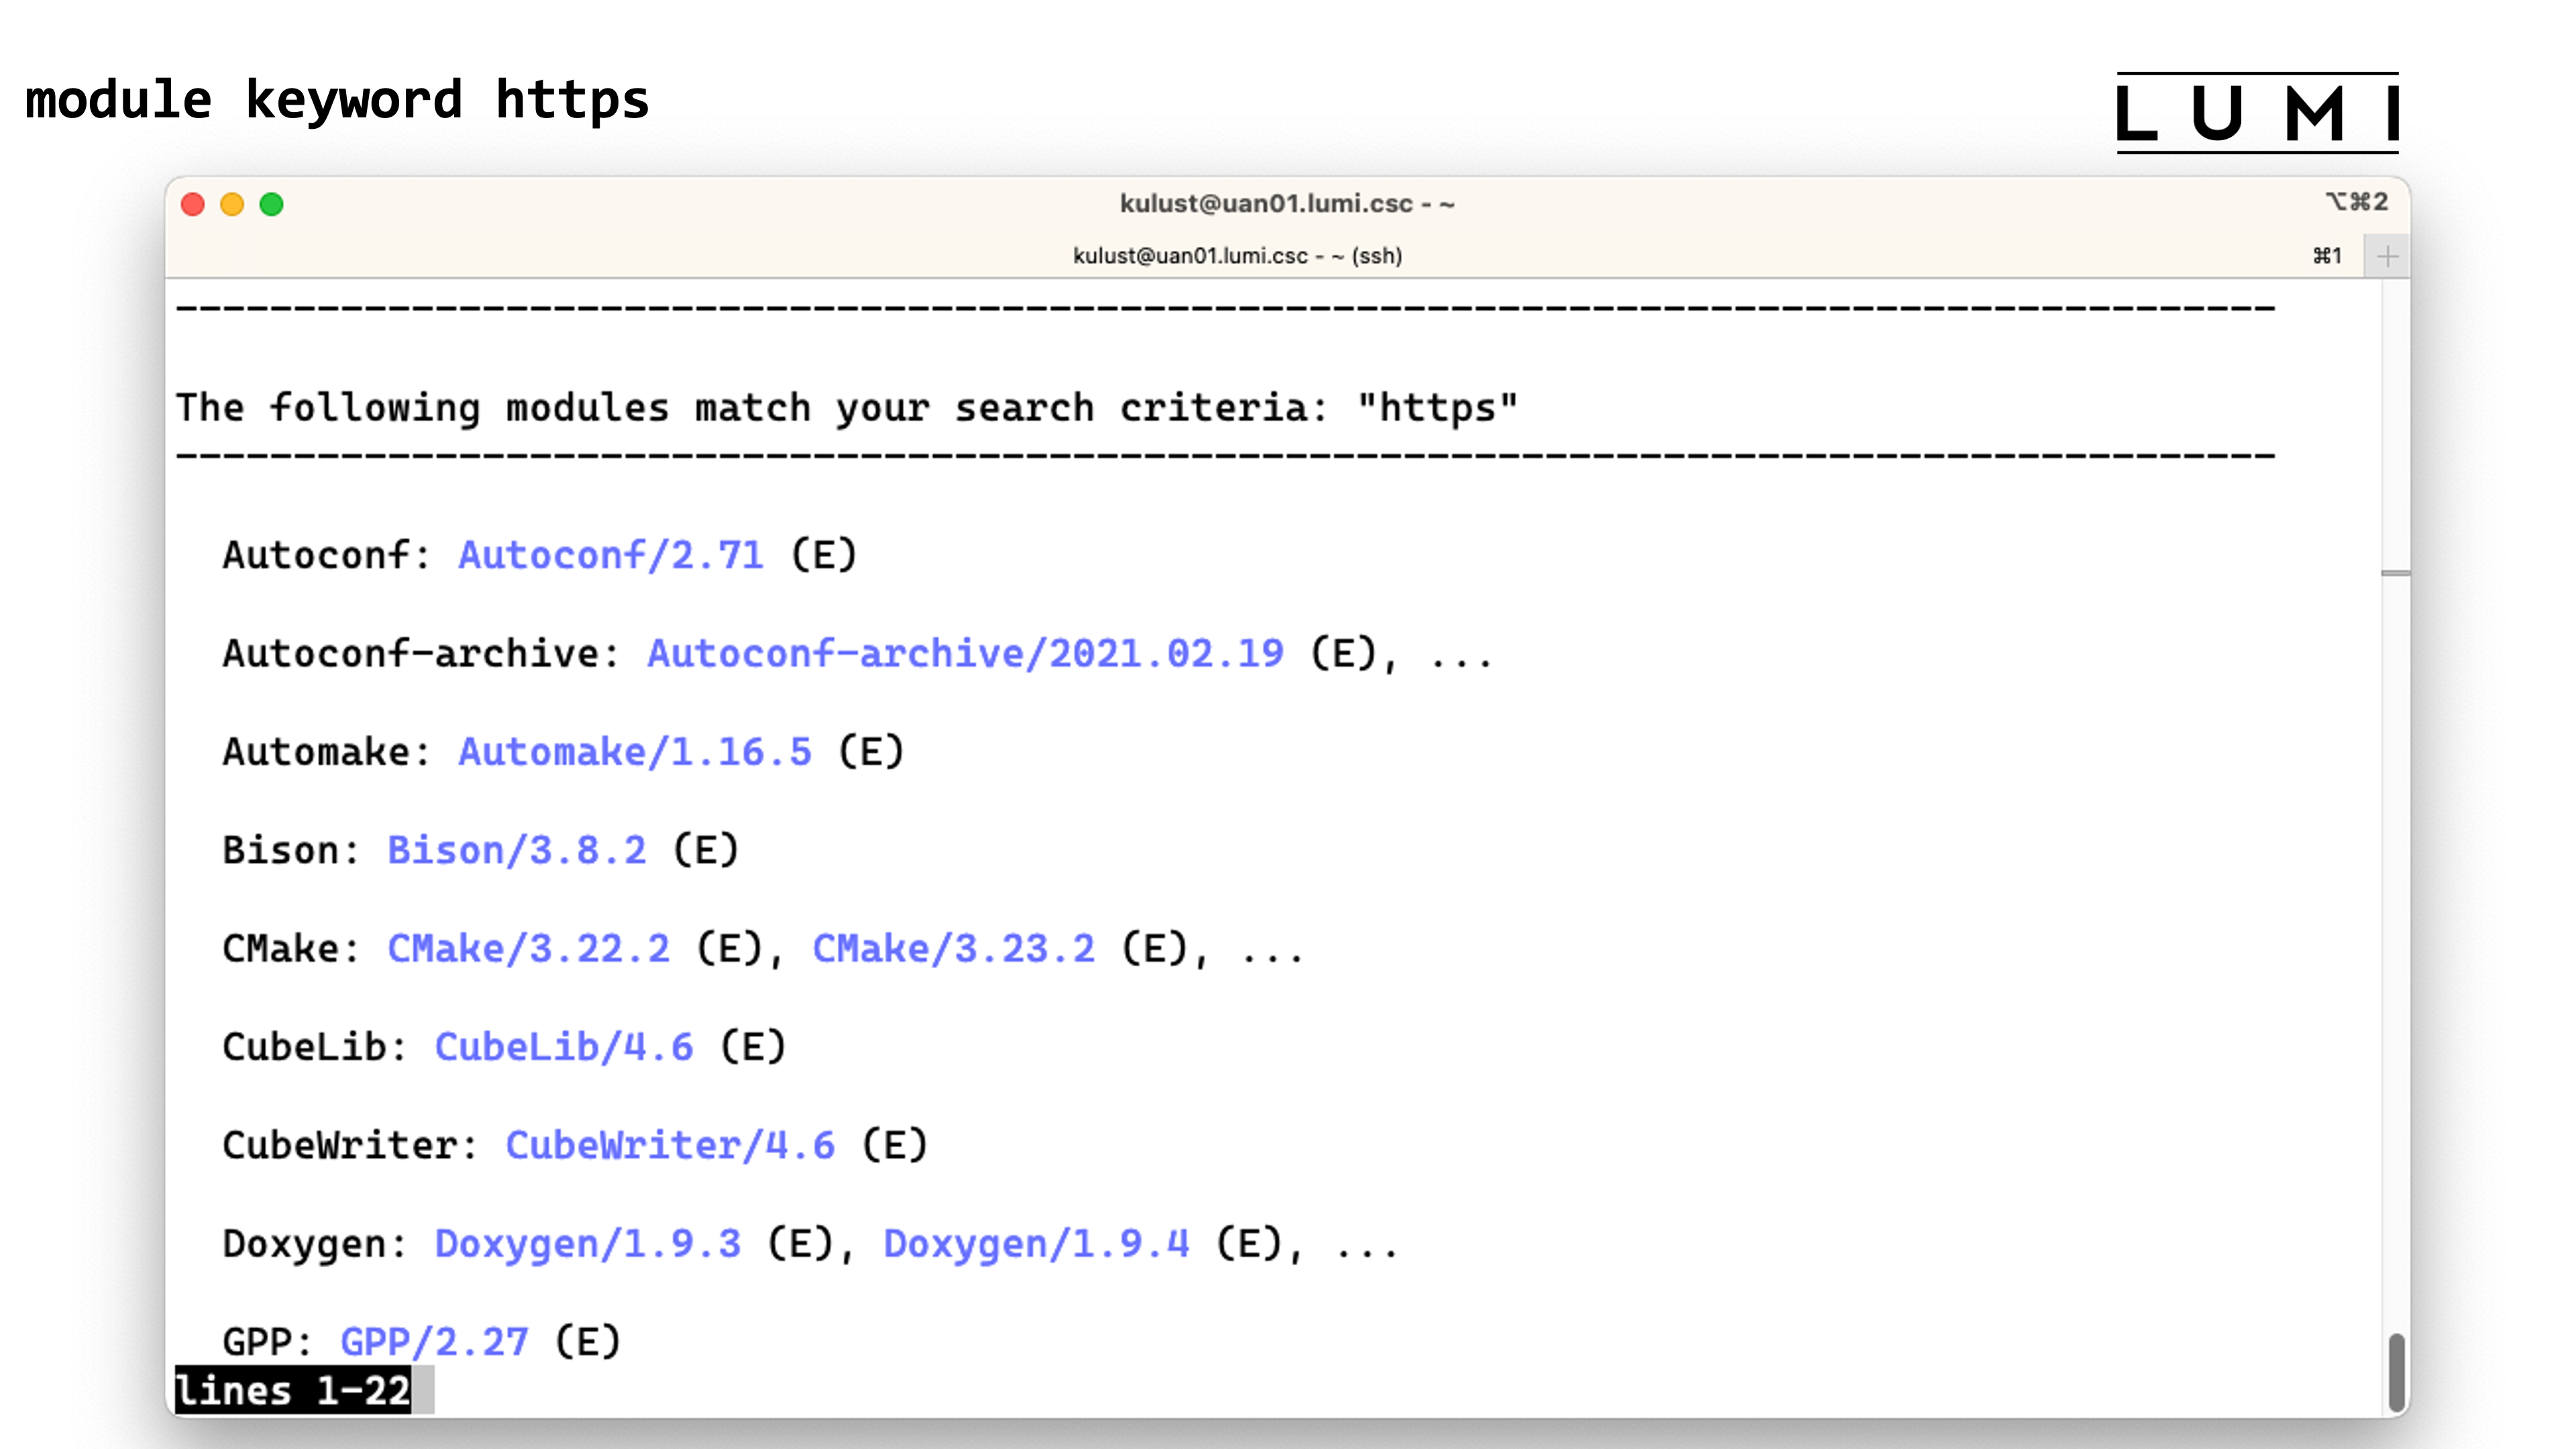 module keyword https
LUMI
kulust@uan01.lumi.csc - ~
⌥⌘2
kulust@uan01.lumi.csc - ~ (ssh)
⌘1
+
-----------------------------------------------------------------------------------------
The following modules match your search criteria: "https"
-----------------------------------------------------------------------------------------
Autoconf: Autoconf/2.71 (E)
Autoconf-archive: Autoconf-archive/2021.02.19 (E), ...
Automake: Automake/1.16.5 (E)
Bison: Bison/3.8.2 (E)
CMake: CMake/3.22.2 (E), CMake/3.23.2 (E), ...
CubeLib: CubeLib/4.6 (E)
CubeWriter: CubeWriter/4.6 (E)
Doxygen: Doxygen/1.9.3 (E), Doxygen/1.9.4 (E), ...
GPP: GPP/2.27 (E)
lines 1-22